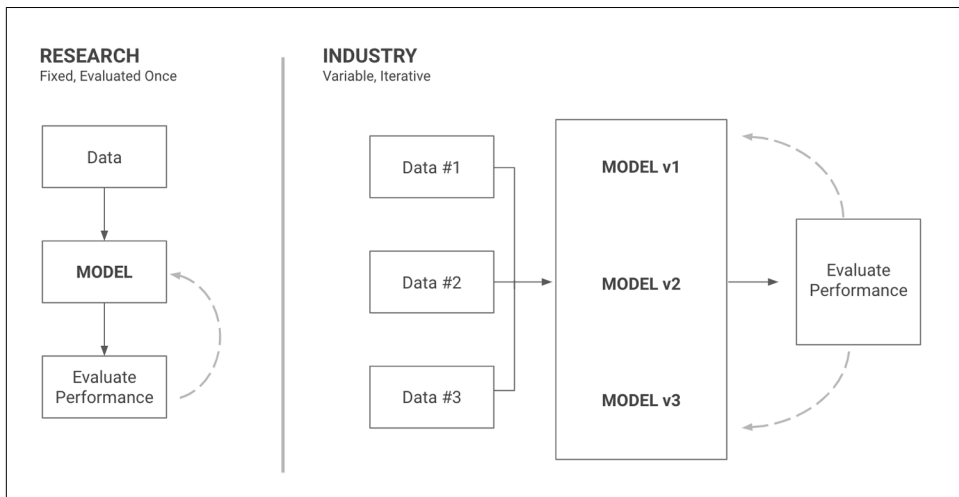 RESEARCH
Fixed, Evaluated Once
Data
MODEL
Evaluate
Performance
INDUSTRY
Variable, Iterative
Data #1
Data #2
Data #3
MODEL v1
MODEL v2
MODEL v3
Evaluate
Performance